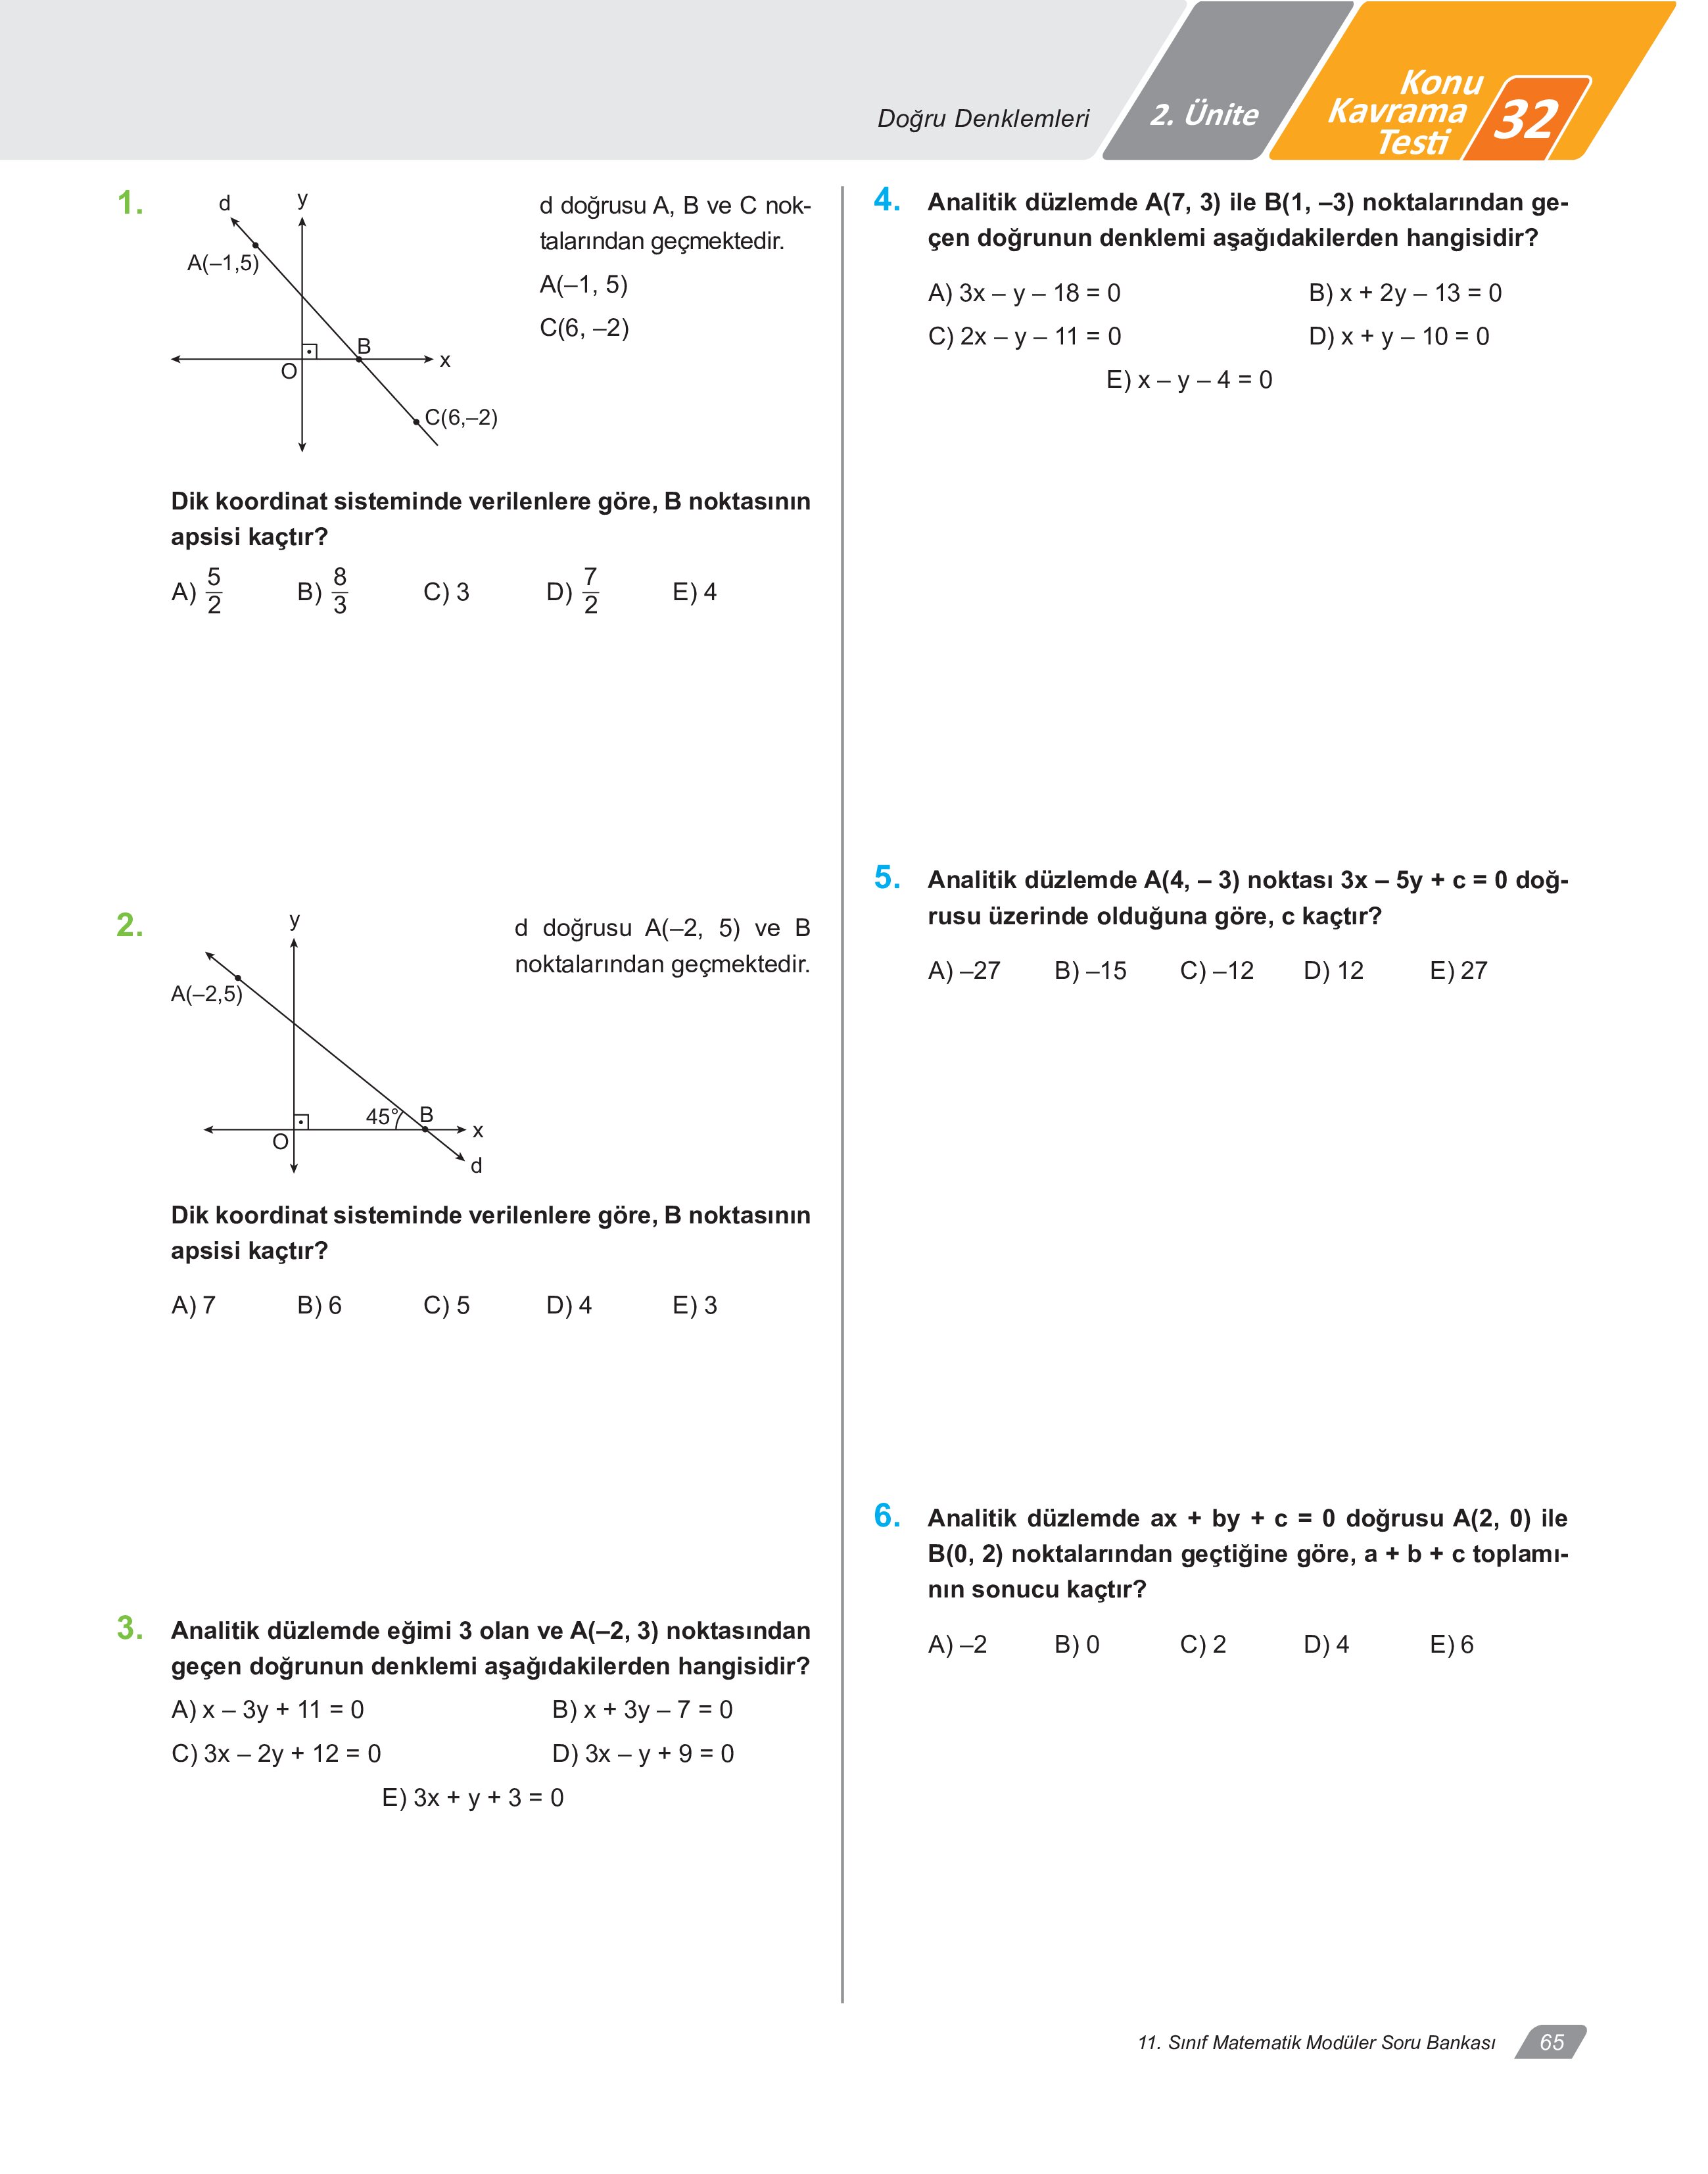 Doğru Denklemleri
2. Ünite
Konu
Kavrama
Testi
32
1.
d
y
A(–1,5)
B
x
O
C(6,–2)
d doğrusu A, B ve C nok-
talarından geçmektedir.
A(–1, 5)
C(6, –2)
Dik koordinat sisteminde verilenlere göre, B noktasının
apsisi kaçtır?
A) 5/2 B) 8/3 C) 3 D) 7/2 E) 4
2.
y
A(–2,5)
45°
B
x
O
d
d doğrusu A(–2, 5) ve B
noktalarından geçmektedir.
Dik koordinat sisteminde verilenlere göre, B noktasının
apsisi kaçtır?
A) 7 B) 6 C) 5 D) 4 E) 3
3. Analitik düzlemde eğimi 3 olan ve A(–2, 3) noktasından
geçen doğrunun denklemi aşağıdakilerden hangisidir?
A) x – 3y + 11 = 0 B) x + 3y – 7 = 0
C) 3x – 2y + 12 = 0 D) 3x – y + 9 = 0
E) 3x + y + 3 = 0
4. Analitik düzlemde A(7, 3) ile B(1, –3) noktalarından ge-
çen doğrunun denklemi aşağıdakilerden hangisidir?
A) 3x – y – 18 = 0 B) x + 2y – 13 = 0
C) 2x – y – 11 = 0 D) x + y – 10 = 0
E) x – y – 4 = 0
5. Analitik düzlemde A(4, – 3) noktası 3x – 5y + c = 0 doğ-
rusu üzerinde olduğuna göre, c kaçtır?
A) –27 B) –15 C) –12 D) 12 E) 27
6. Analitik düzlemde ax + by + c = 0 doğrusu A(2, 0) ile
B(0, 2) noktalarından geçtiğine göre, a + b + c toplamı-
nın sonucu kaçtır?
A) –2 B) 0 C) 2 D) 4 E) 6
11. Sınıf Matematik Modüler Soru Bankası
65